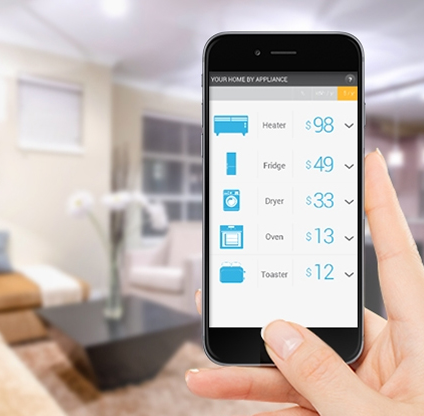 YOUR HOME BY APPLIANCE ?
Heater $98
Fridge $49
Dryer $33
Oven $13
Toaster $12